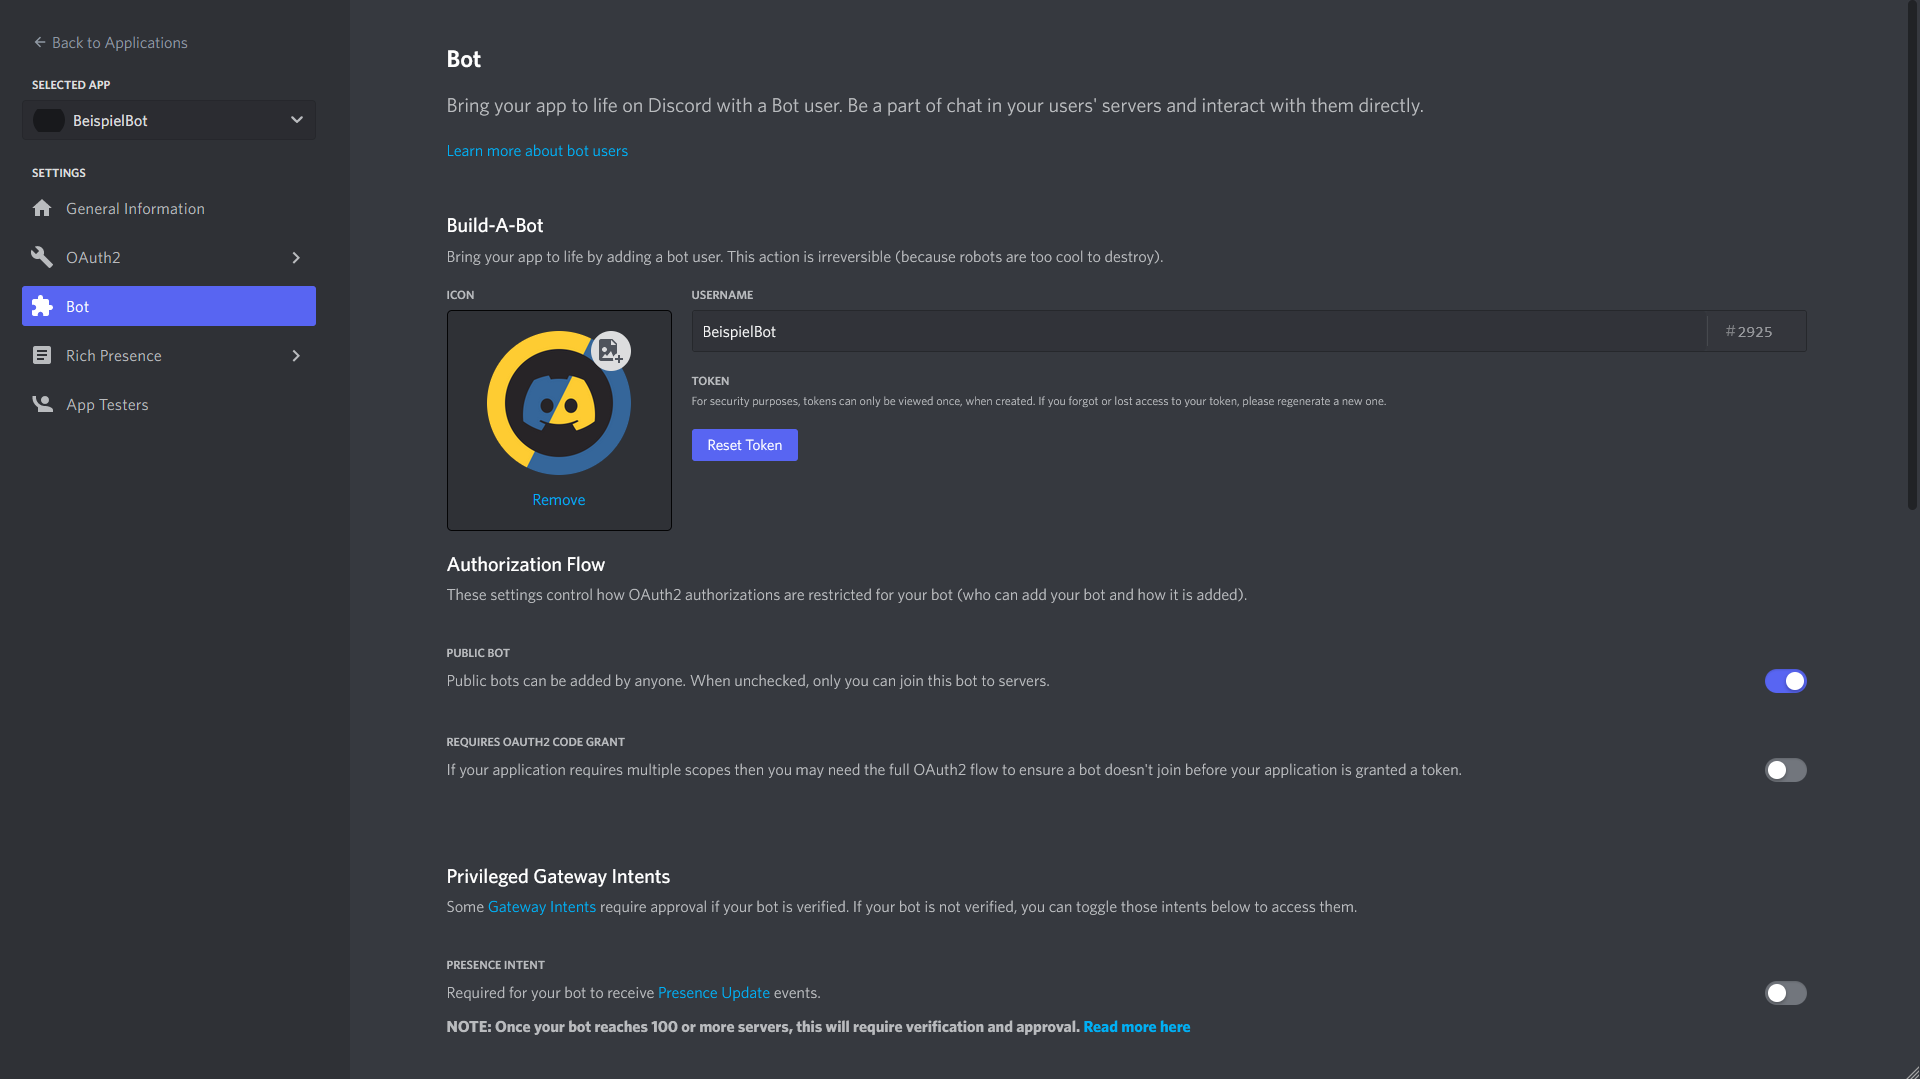 Back to Applications
SELECTED APP
BeispielBot
SETTINGS
General Information
OAuth2
Bot
Rich Presence
App Testers
Bot
Bring your app to life on Discord with a Bot user. Be a part of chat in your users' servers and interact with them directly.
Learn more about bot users
Build-A-Bot
Bring your app to life by adding a bot user. This action is irreversible (because robots are too cool to destroy).
ICON
Remove
USERNAME
BeispielBot #2925
TOKEN
For security purposes, tokens can only be viewed once, when created. If you forgot or lost access to your token, please regenerate a new one.
Reset Token
Authorization Flow
These settings control how OAuth2 authorizations are restricted for your bot (who can add your bot and how it is added).
PUBLIC BOT
Public bots can be added by anyone. When unchecked, only you can join this bot to servers.
REQUIRES OAUTH2 CODE GRANT
If your application requires multiple scopes then you may need the full OAuth2 flow to ensure a bot doesn't join before your application is granted a token.
Privileged Gateway Intents
Some Gateway Intents require approval if your bot is verified. If your bot is not verified, you can toggle those intents below to access them.
PRESENCE INTENT
Required for your bot to receive Presence Update events.
NOTE: Once your bot reaches 100 or more servers, this will require verification and approval. Read more here